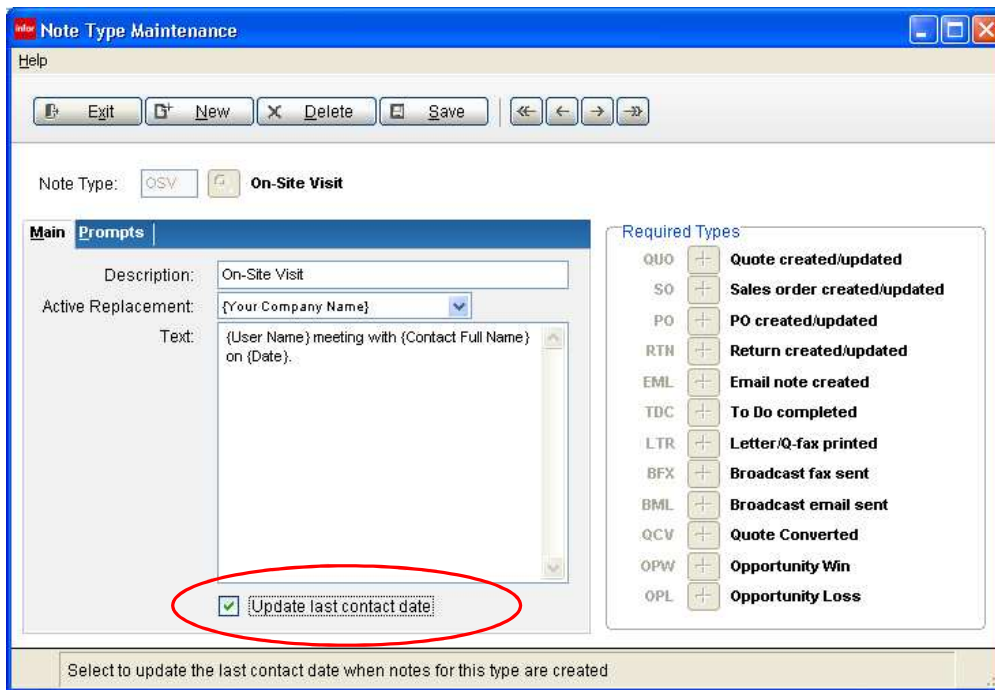 infor Note Type Maintenance
Help
Exit New Delete Save
Note Type: OSV On-Site Visit
Main Prompts
Description: On-Site Visit
Active Replacement: {Your Company Name}
Text: {User Name} meeting with {Contact Full Name}
on {Date}.
Update last contact date
Required Types
QUO Quote created/updated
SO Sales order created/updated
PO PO created/updated
RTN Return created/updated
EML Email note created
TDC To Do completed
LTR Letter/Q-fax printed
BFX Broadcast fax sent
BML Broadcast email sent
QCV Quote Converted
OPW Opportunity Win
OPL Opportunity Loss
Select to update the last contact date when notes for this type are created